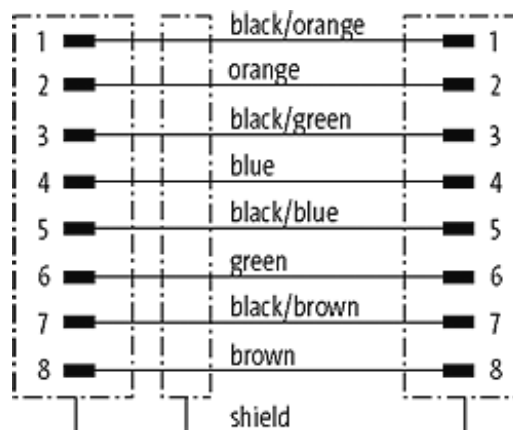 1 black/orange 1
2 orange 2
3 black/green 3
4 blue 4
5 black/blue 5
6 green 6
7 black/brown 7
8 brown 8
shield